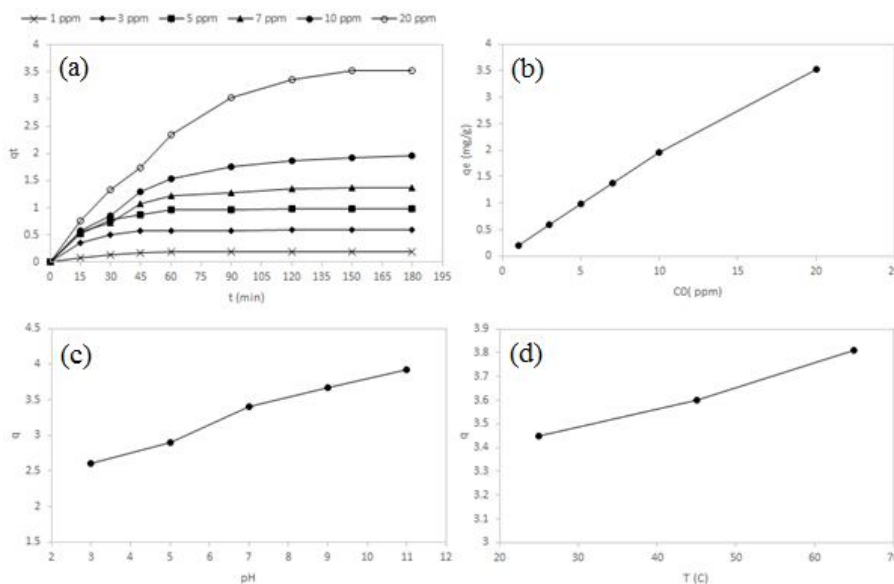 1 ppm 3 ppm 5 ppm 7 ppm 10 ppm 20 ppm
(a)
4
3.5
3
2.5
2
1.5
1
0.5
0
qt
0 15 30 45 60 75 90 105 120 135 150 165 180 195
t (min)
(b)
4
3.5
3
2.5
2
1.5
1
0.5
0
qe (mg/g)
0 5 10 15 20 25
C0( ppm)
(c)
4.5
4
3.5
3
2.5
2
1.5
q
2 3 4 5 6 7 8 9 10 11 12
pH
(d)
3.9
3.8
3.7
3.6
3.5
3.4
3.3
3.2
3.1
3
q
20 30 40 50 60 70
T (C)